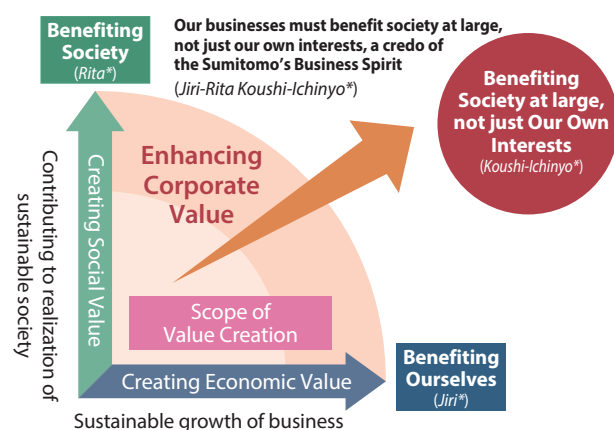 Benefiting
Society
(Rita*)
Our businesses must benefit society at large,
not just our own interests, a credo of
the Sumitomo's Business Spirit
(Jiri-Rita Koushi-Ichinyo*)
Benefiting
Society at large,
not just Our Own
Interests
(Koushi-Ichinyo*)
Enhancing
Corporate
Value
Contributing to realization of
sustainable society
Creating Social Value
Scope of
Value Creation
Creating Economic Value
Benefiting
Ourselves
(Jiri*)
Sustainable growth of business